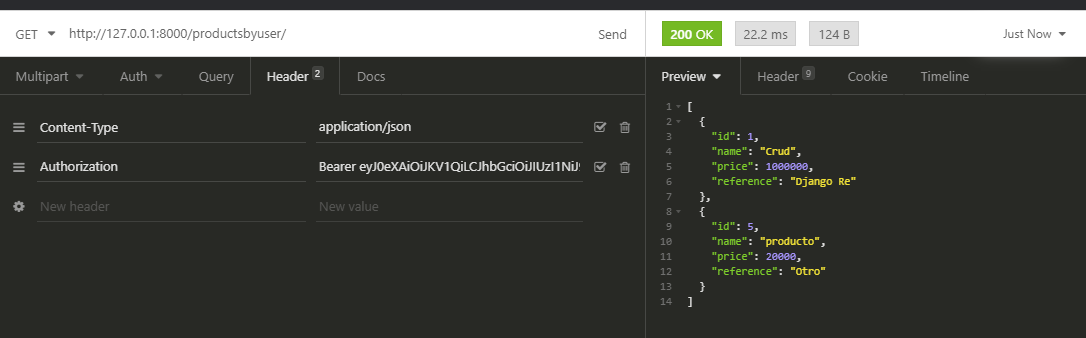 GET http://127.0.0.1:8000/productsbyuser/ Send
200 OK 22.2 ms 124 B Just Now
Multipart Auth Query Header 2 Docs
Preview Header 9 Cookie Timeline
Content-Type application/json
Authorization Bearer eyJ0eXAiOiJKV1QiLCJhbGciOiJIUzI1NiJ9
New header New value
1 [
2 {
3 "id": 1,
4 "name": "Crud",
5 "price": 1000000,
6 "reference": "Django Re"
7 },
8 {
9 "id": 5,
10 "name": "producto",
11 "price": 20000,
12 "reference": "Otro"
13 }
14 ]